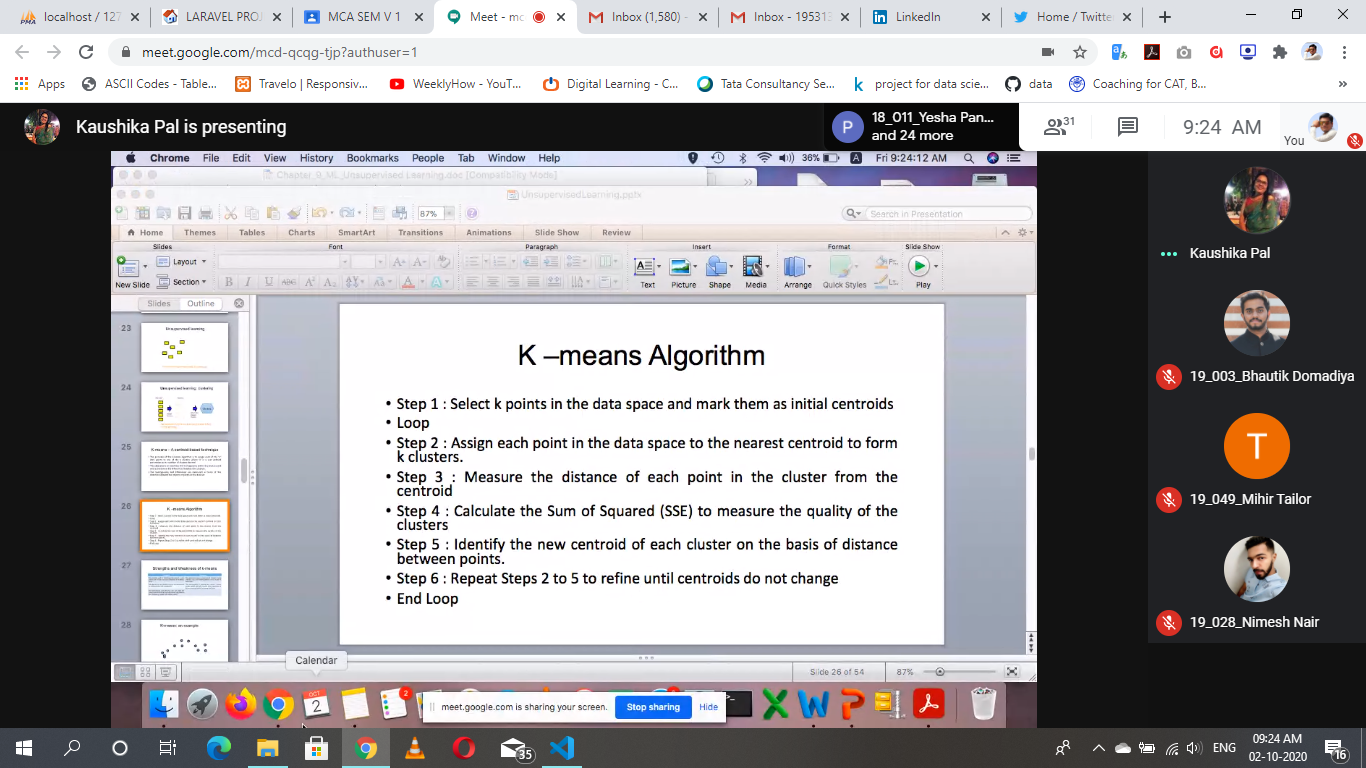 localhost / 127
LARAVEL PROJ
MCA SEM V 1
Meet - mc
Inbox (1,580) -
Inbox - 195313
LinkedIn
Home / Twitte
meet.google.com/mcd-qcqg-tjp?authuser=1
Apps
ASCII Codes - Table...
Travelo | Responsiv...
WeeklyHow - YouT...
Digital Learning - C...
Tata Consultancy Se...
project for data scie...
data
Coaching for CAT, B...
Kaushika Pal is presenting
P
18_011_Yesha Pan...
and 24 more
31
9:24 AM
You
Chrome File Edit View History Bookmarks People Tab Window Help
36%
Fri 9:24:12 AM
Chapter_9_ML_Unsupervised Learning.doc [Compatibility Mode]
UnsupervisedLearning.pptx
87%
Search in Presentation
Home Themes Tables Charts SmartArt Transitions Animations Slide Show Review
Slides Font Paragraph Insert Format Slide Show
New Slide
Layout
Section
B I U ABC
Text Picture Shape Media Arrange Quick Styles Play
Slides Outline
23
Unsupervised learning
24
25
K-means - A centroid based technique
26
K -means Algorithm
27
Strengths and Weakness of K-means
28
K –means Algorithm
• Step 1 : Select k points in the data space and mark them as initial centroids
• Loop
• Step 2 : Assign each point in the data space to the nearest centroid to form
k clusters.
• Step 3 : Measure the distance of each point in the cluster from the
centroid
• Step 4 : Calculate the Sum of Squared (SSE) to measure the quality of the
clusters
• Step 5 : Identify the new centroid of each cluster on the basis of distance
between points.
• Step 6 : Repeat Steps 2 to 5 to refine until centroids do not change
• End Loop
Calendar
Slide 26 of 54
87%
OCT
2
2
meet.google.com is sharing your screen.
Stop sharing
Hide
Kaushika Pal
19_003_Bhautik Domadiya
T
19_049_Mihir Tailor
19_028_Nimesh Nair
35
ENG
09:24 AM
02-10-2020
16